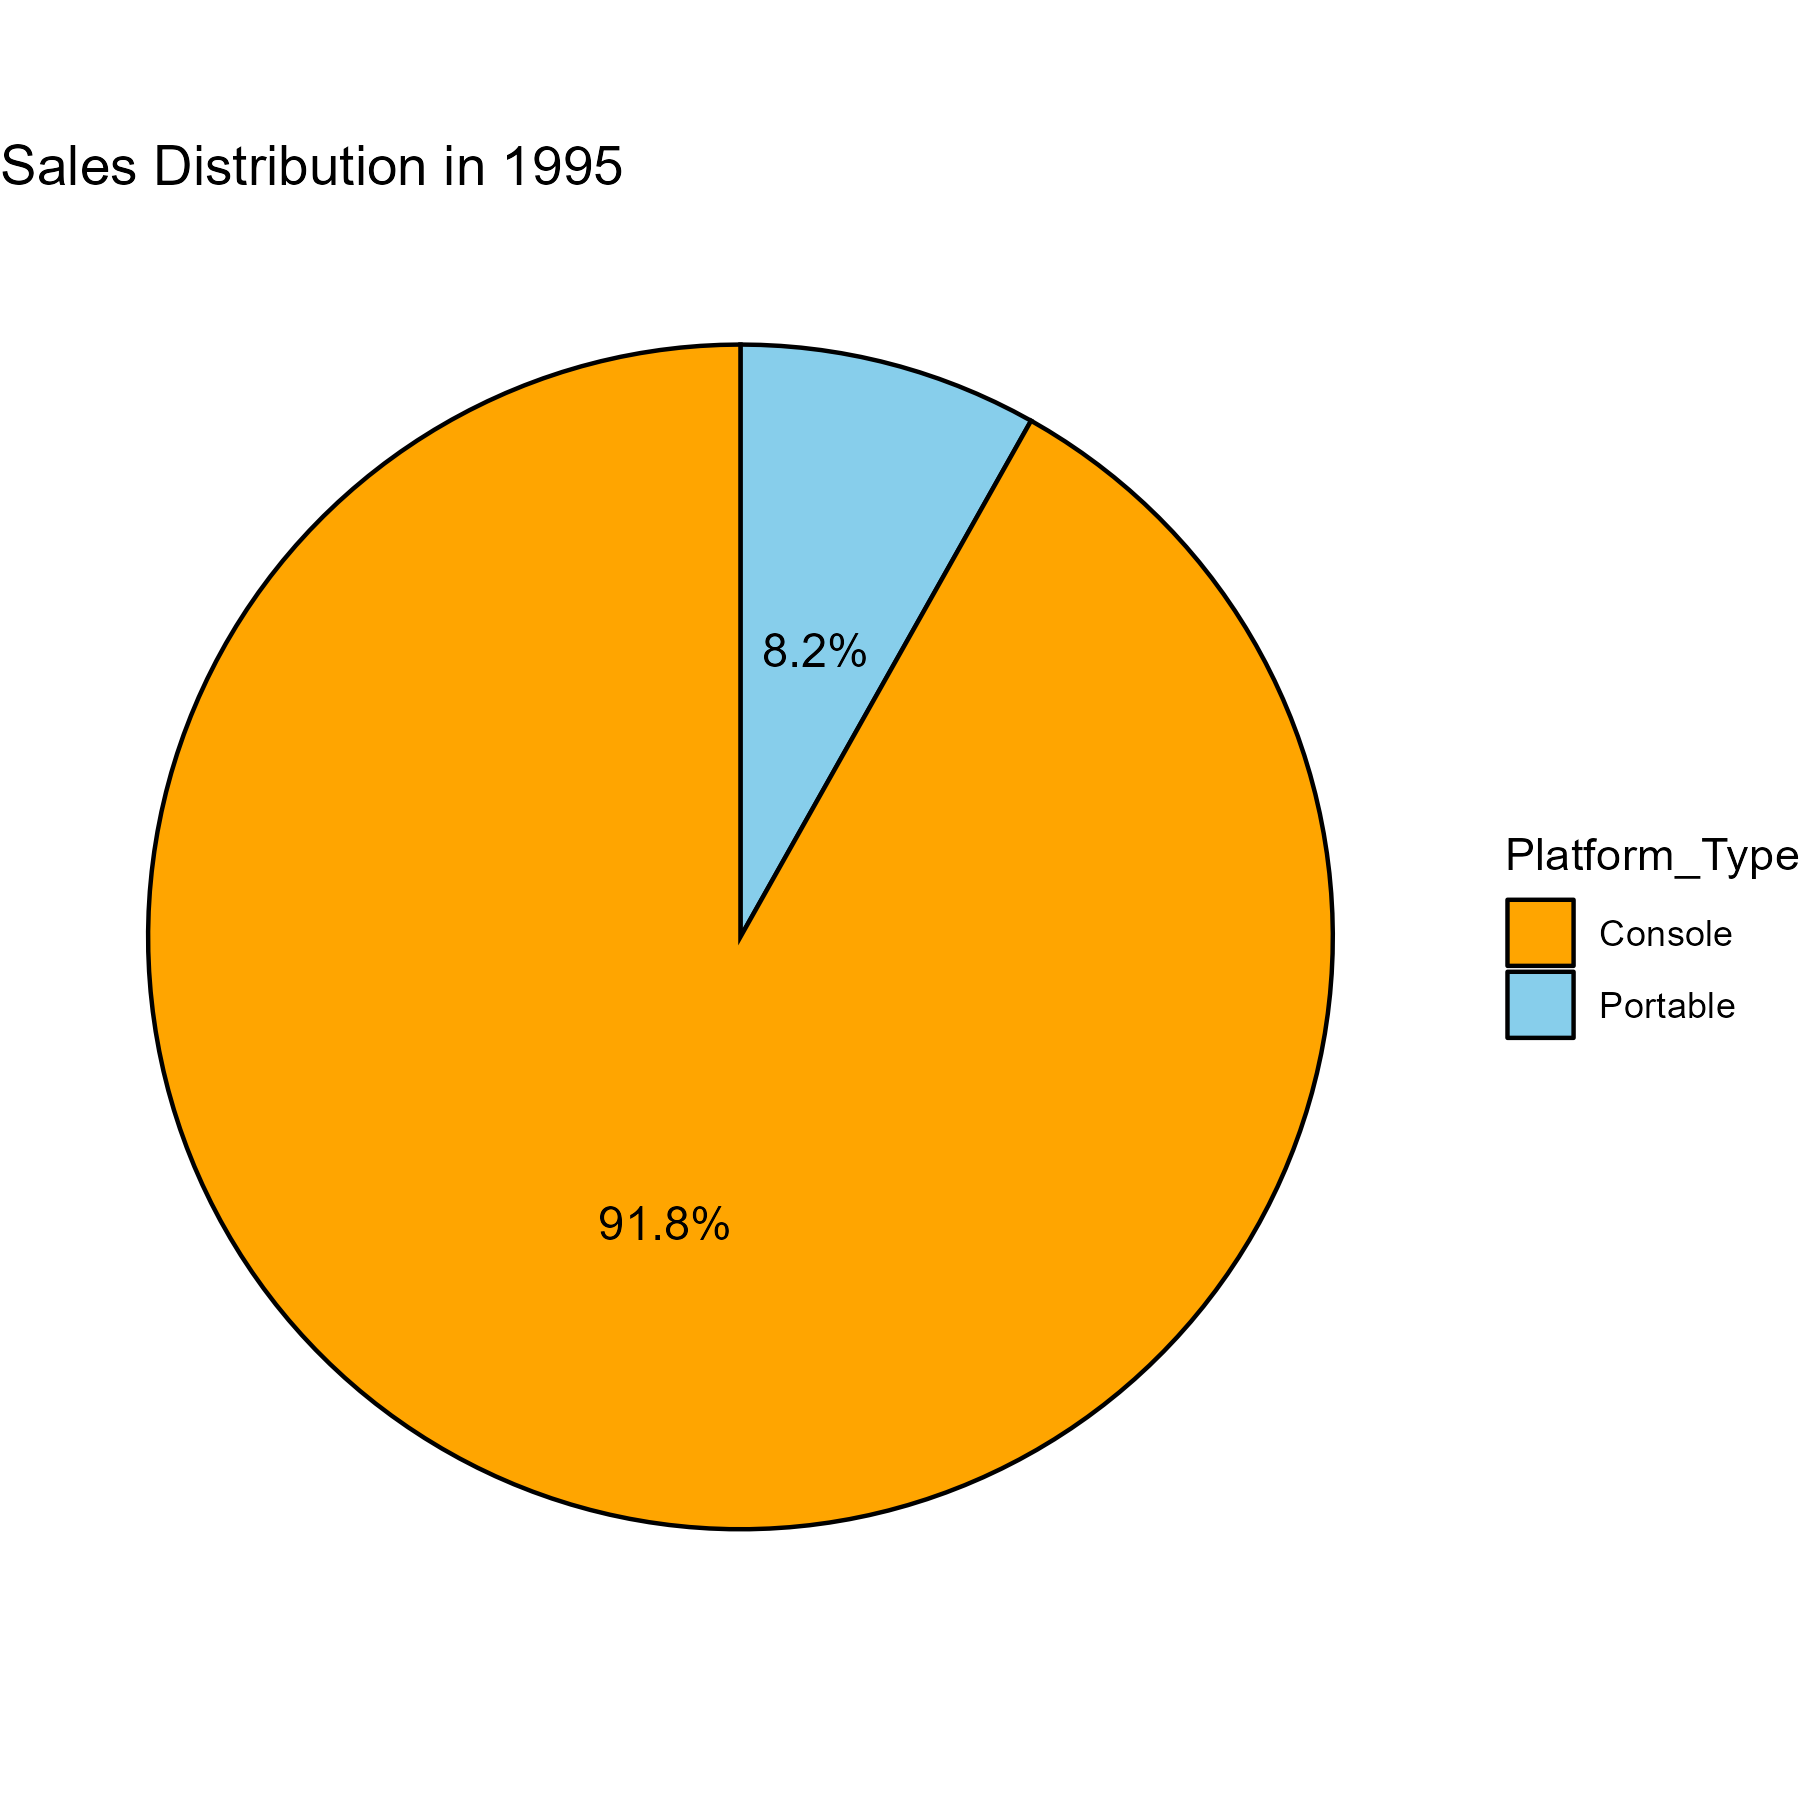 Sales Distribution in 1995
8.2%
91.8%
Platform_Type
Console
Portable